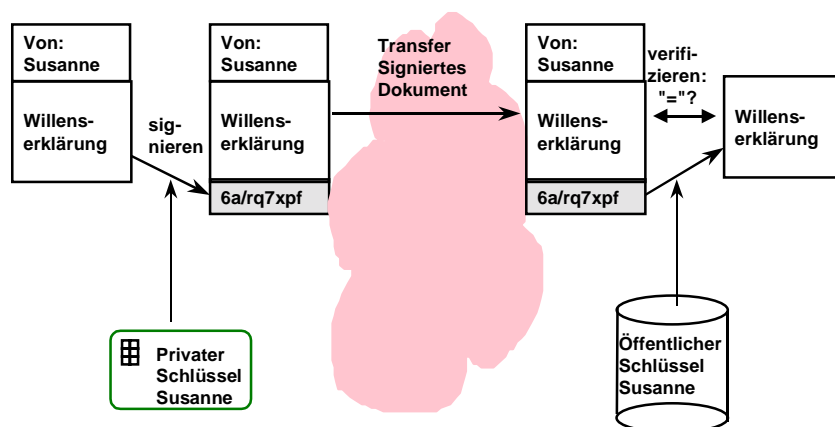 Von:
Susanne
Willens-
erklärung
sig-
nieren
Von:
Susanne
Willens-
erklärung
6a/rq7xpf
Transfer
Signiertes
Dokument
Von:
Susanne
Willens-
erklärung
6a/rq7xpf
verifi-
zieren:
"="?
Willens-
erklärung
Privater
Schlüssel
Susanne
Öffentlicher
Schlüssel
Susanne